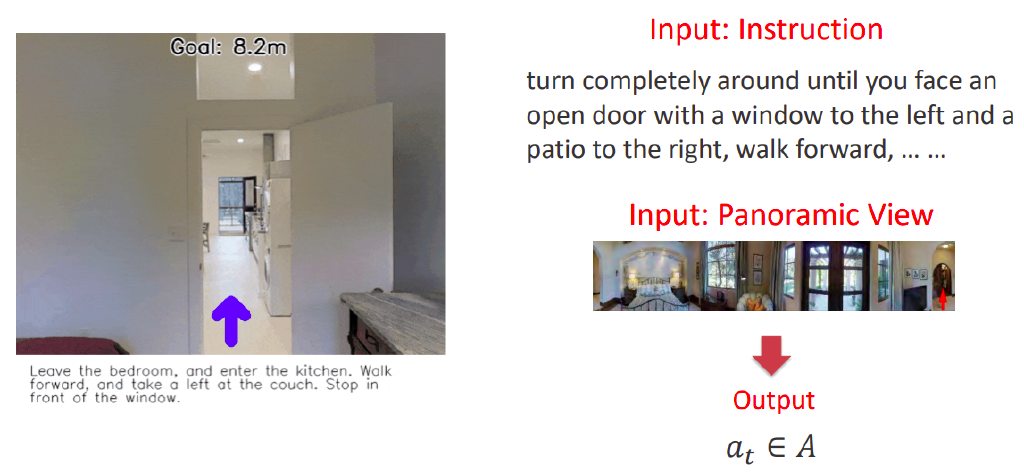 Goal: 8.2m
Leave the bedroom, and enter the kitchen. Walk
forward, and take a left at the couch. Stop in
front of the window.
Input: Instruction
turn completely around until you face an
open door with a window to the left and a
patio to the right, walk forward, ... ...
Input: Panoramic View
Output
𝑎ₜ ∈ 𝐴